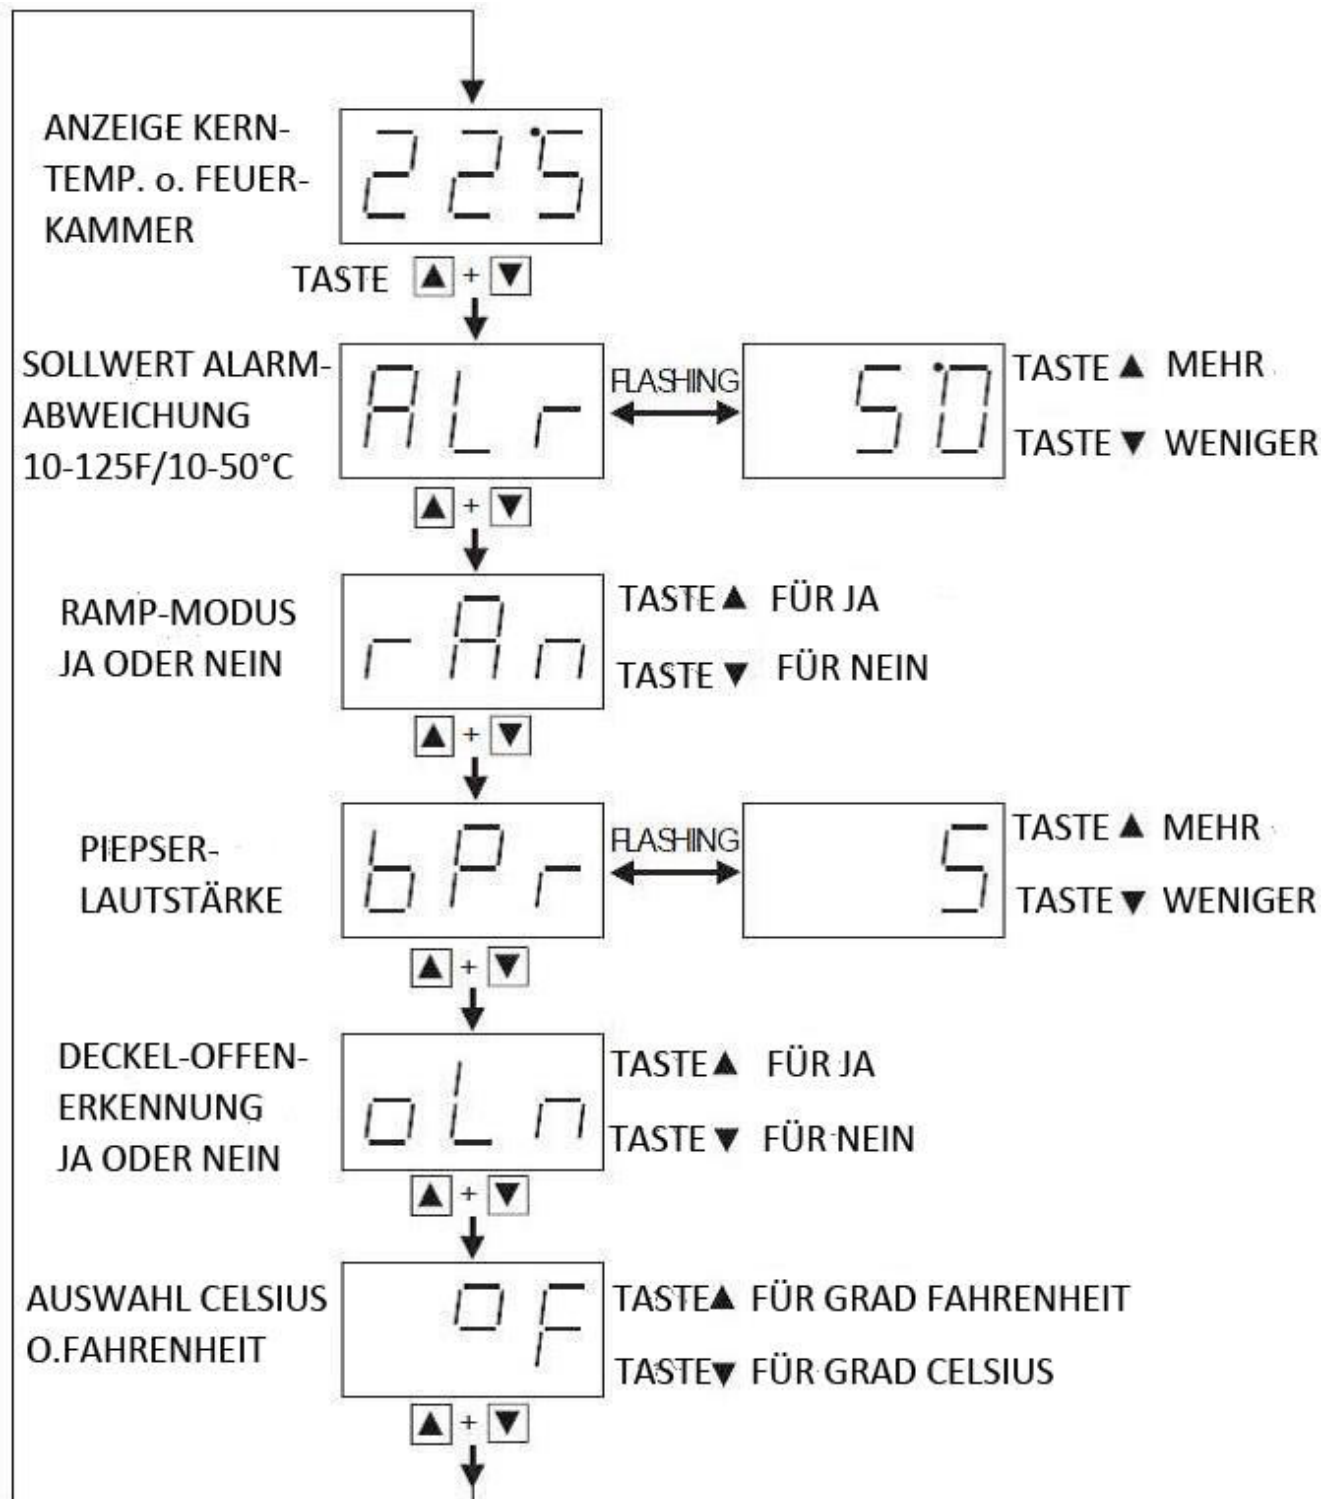 ANZEIGE KERN-
TEMP. o. FEUER-
KAMMER
225
TASTE ▲ + ▼
SOLLWERT ALARM-
ABWEICHUNG
10-125F/10-50°C
ALr
FLASHING
50
TASTE ▲ MEHR
TASTE ▼ WENIGER
▲ + ▼
RAMP-MODUS
JA ODER NEIN
rAn
TASTE ▲ FÜR JA
TASTE ▼ FÜR NEIN
▲ + ▼
PIEPSER-
LAUTSTÄRKE
bPr
FLASHING
5
TASTE ▲ MEHR
TASTE ▼ WENIGER
▲ + ▼
DECKEL-OFFEN-
ERKENNUNG
JA ODER NEIN
oLn
TASTE ▲ FÜR JA
TASTE ▼ FÜR NEIN
▲ + ▼
AUSWAHL CELSIUS
O.FAHRENHEIT
°F
TASTE▲ FÜR GRAD FAHRENHEIT
TASTE▼ FÜR GRAD CELSIUS
▲ + ▼